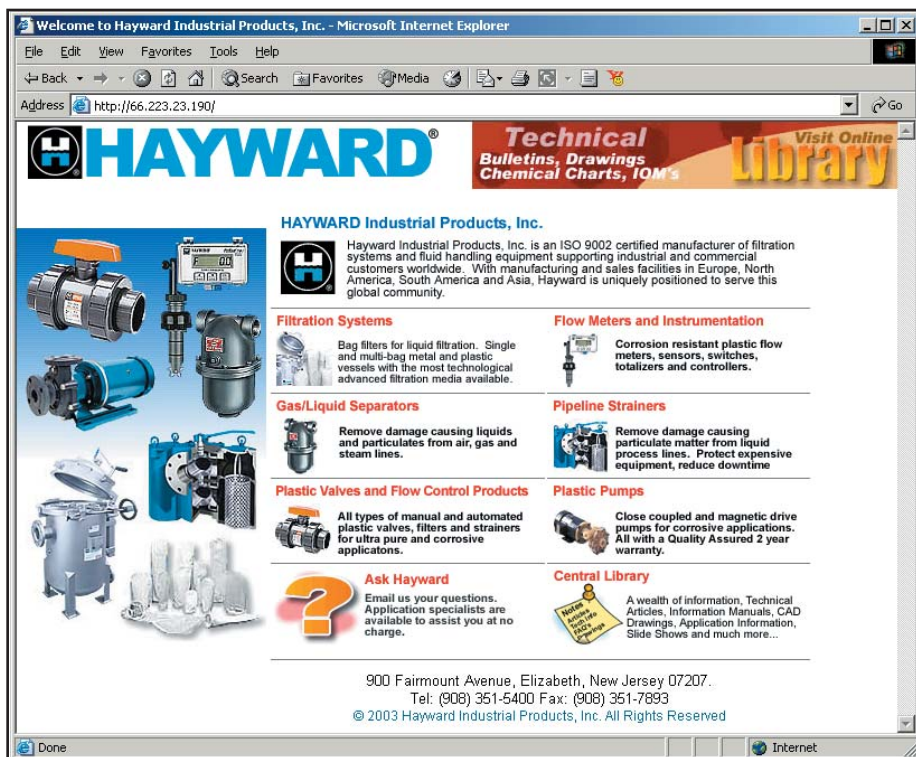 Welcome to Hayward Industrial Products, Inc. - Microsoft Internet Explorer
File Edit View Favorites Tools Help
Back Search Favorites Media
Address http://66.223.23.190/ Go
HAYWARD®
Technical
Bulletins, Drawings
Chemical Charts, IOM's
Visit Online
Library
HAYWARD Industrial Products, Inc.
Hayward Industrial Products, Inc. is an ISO 9002 certified manufacturer of filtration
systems and fluid handling equipment supporting industrial and commercial
customers worldwide. With manufacturing and sales facilities in Europe, North
America, South America and Asia, Hayward is uniquely positioned to serve this
global community.
Filtration Systems
Bag filters for liquid filtration. Single
and multi-bag metal and plastic
vessels with the most technological
advanced filtration media available.
Flow Meters and Instrumentation
Corrosion resistant plastic flow
meters, sensors, switches,
totalizers and controllers.
Gas/Liquid Separators
Remove damage causing liquids
and particulates from air, gas and
steam lines.
Pipeline Strainers
Remove damage causing
particulate matter from liquid
process lines. Protect expensive
equipment, reduce downtime
Plastic Valves and Flow Control Products
All types of manual and automated
plastic valves, filters and strainers
for ultra pure and corrosive
applicatons.
Plastic Pumps
Close coupled and magnetic drive
pumps for corrosive applications.
All with a Quality Assured 2 year
warranty.
Ask Hayward
Email us your questions.
Application specialists are
available to assist you at no
charge.
Central Library
Notes
Articles
Tech Info
FAQ's
Drawings
A wealth of information, Technical
Articles, Information Manuals, CAD
Drawings, Application Information,
Slide Shows and much more...
900 Fairmount Avenue, Elizabeth, New Jersey 07207.
Tel: (908) 351-5400 Fax: (908) 351-7893
© 2003 Hayward Industrial Products, Inc. All Rights Reserved
Done Internet